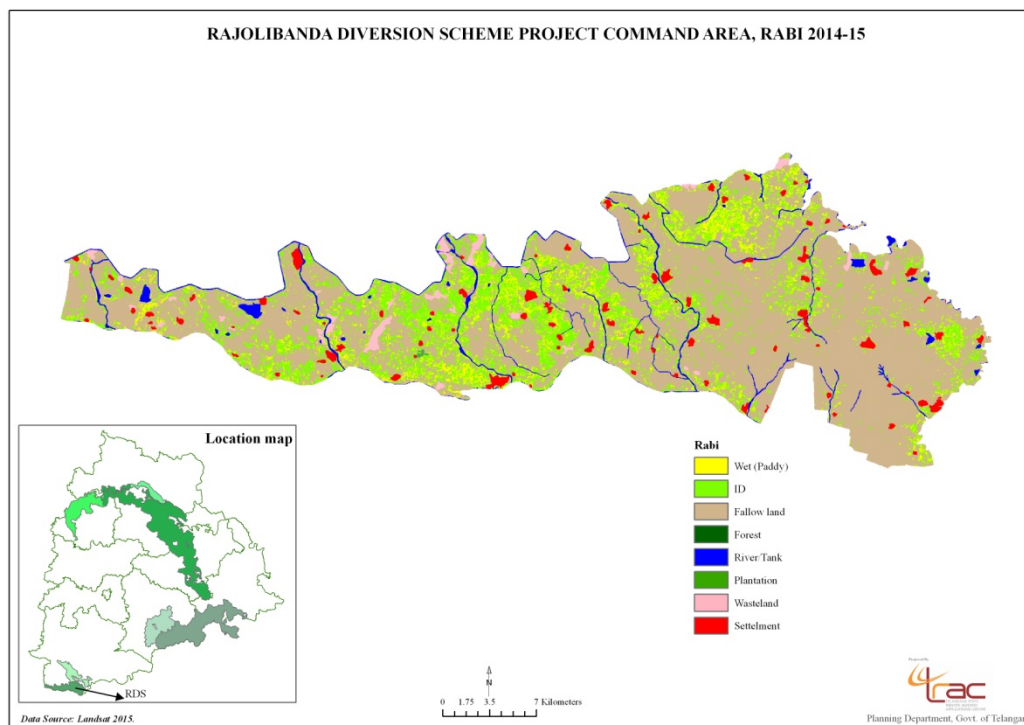 RAJOLIBANDA DIVERSION SCHEME PROJECT COMMAND AREA, RABI 2014-15
Location map
RDS
Data Source: Landsat 2015.
Rabi
Wet (Paddy)
ID
Fallow land
Forest
River/Tank
Plantation
Wasteland
Settelment
N
0 1.75 3.5 7 Kilometers
trac
Planning Department, Govt. of Telangan